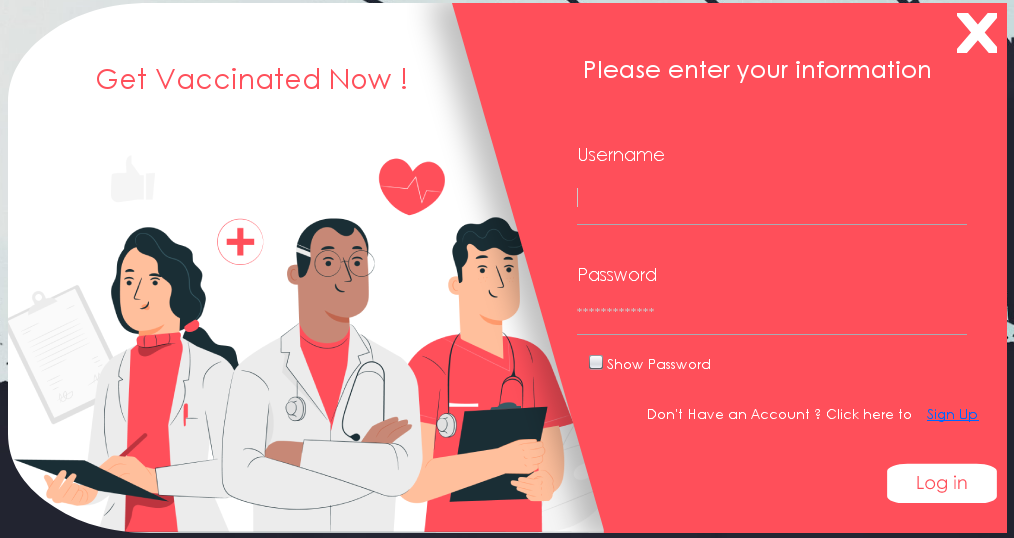 Get Vaccinated Now !
Please enter your information
Username
Password
*************
Show Password
Don't Have an Account ? Click here to Sign Up
Log in